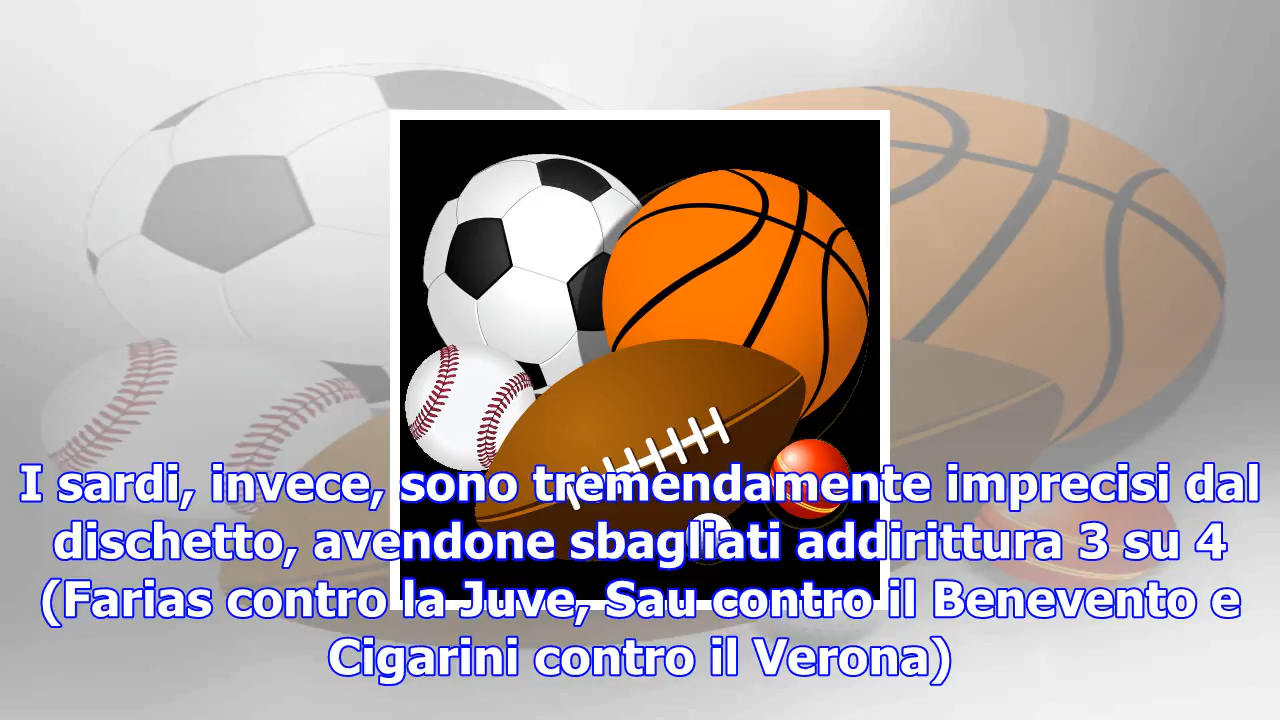 I sardi, invece, sono tremendamente imprecisi dal
dischetto, avendone sbagliati addirittura 3 su 4
(Farias contro la Juve, Sau contro il Benevento e
Cigarini contro il Verona)